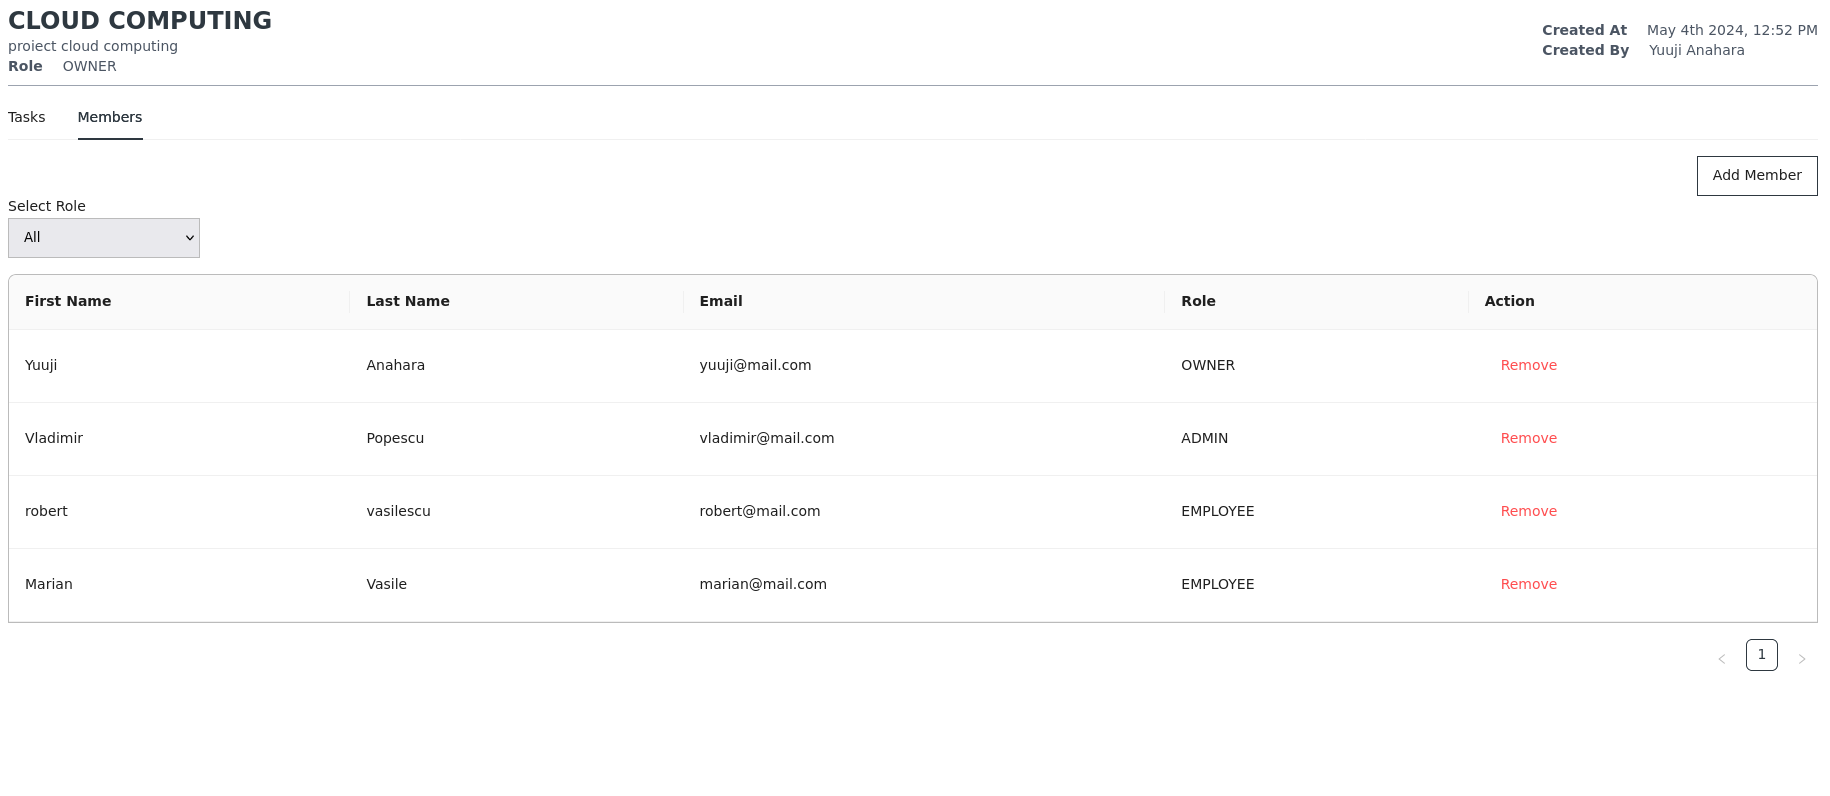 CLOUD COMPUTING
project cloud computing
Role OWNER
Created At May 4th 2024, 12:52 PM
Created By Yuuji Anahara
Tasks Members
Add Member
Select Role
All
First Name Last Name Email Role Action
Yuuji Anahara yuuji@mail.com OWNER Remove
Vladimir Popescu vladimir@mail.com ADMIN Remove
robert vasilescu robert@mail.com EMPLOYEE Remove
Marian Vasile marian@mail.com EMPLOYEE Remove
1